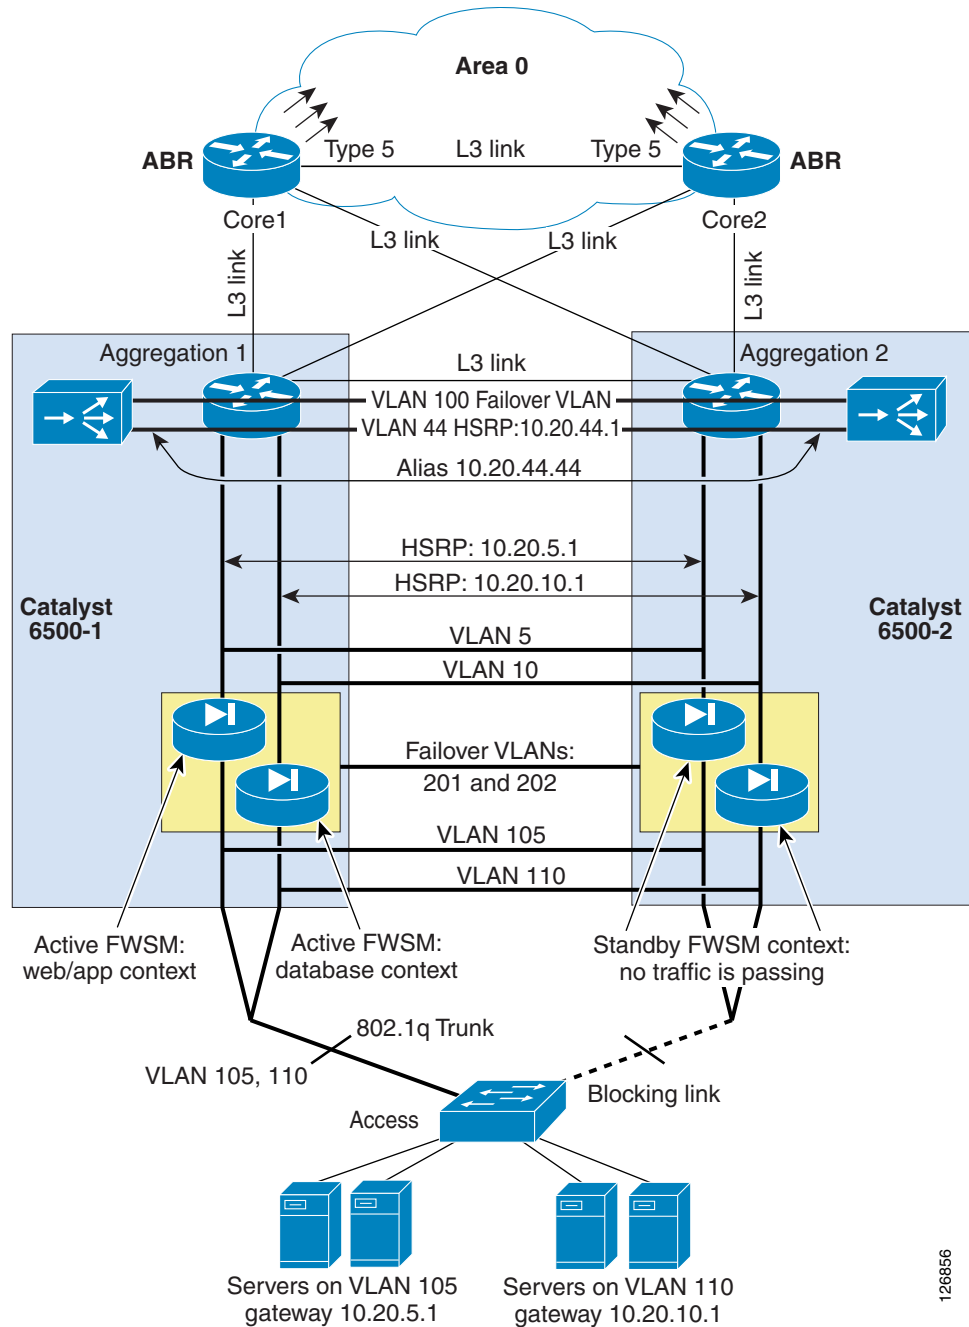 Area 0
Type 5
L3 link
Type 5
ABR
ABR
Core1
Core2
L3 link
L3 link
L3 link
L3 link
Aggregation 1
Aggregation 2
L3 link
VLAN 100 Failover VLAN
VLAN 44 HSRP:10.20.44.1
Alias 10.20.44.44
HSRP: 10.20.5.1
HSRP: 10.20.10.1
Catalyst
6500-1
Catalyst
6500-2
VLAN 5
VLAN 10
Failover VLANs:
201 and 202
VLAN 105
VLAN 110
Active FWSM:
web/app context
Active FWSM:
database context
Standby FWSM context:
no traffic is passing
802.1q Trunk
VLAN 105, 110
Blocking link
Access
Servers on VLAN 105
gateway 10.20.5.1
Servers on VLAN 110
gateway 10.20.10.1
126856